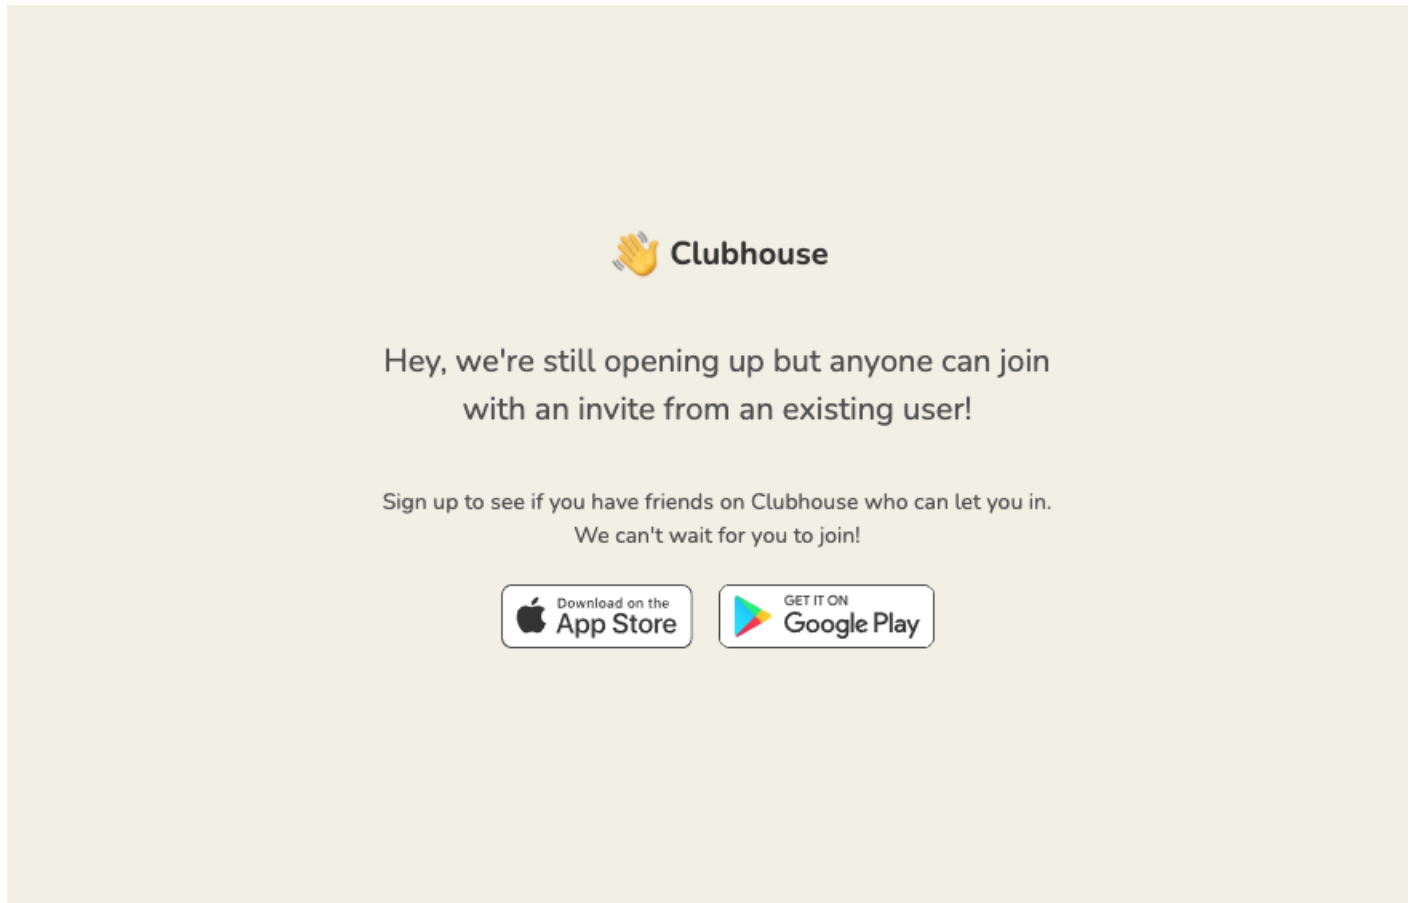 Clubhouse
Hey, we're still opening up but anyone can join
with an invite from an existing user!
Sign up to see if you have friends on Clubhouse who can let you in.
We can't wait for you to join!
Download on the
App Store
GET IT ON
Google Play